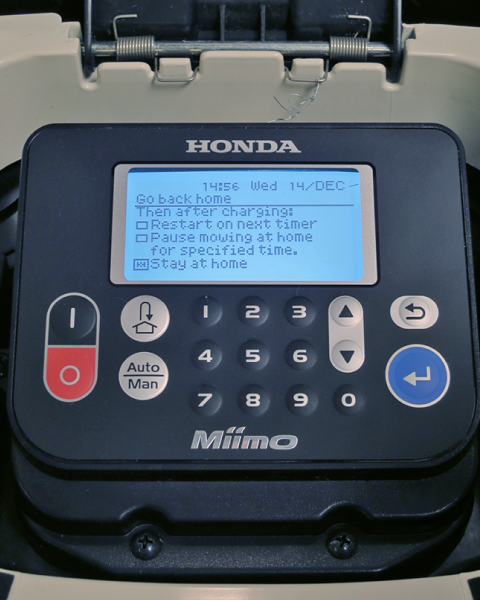 HONDA
14:56 Wed 14/DEC
Go back home
Then after charging:
Restart on next timer
Pause mowing at home
for specified time.
Stay at home
I
1 2 3
O
Auto
Man
4 5 6
7 8 9 0
Miimo